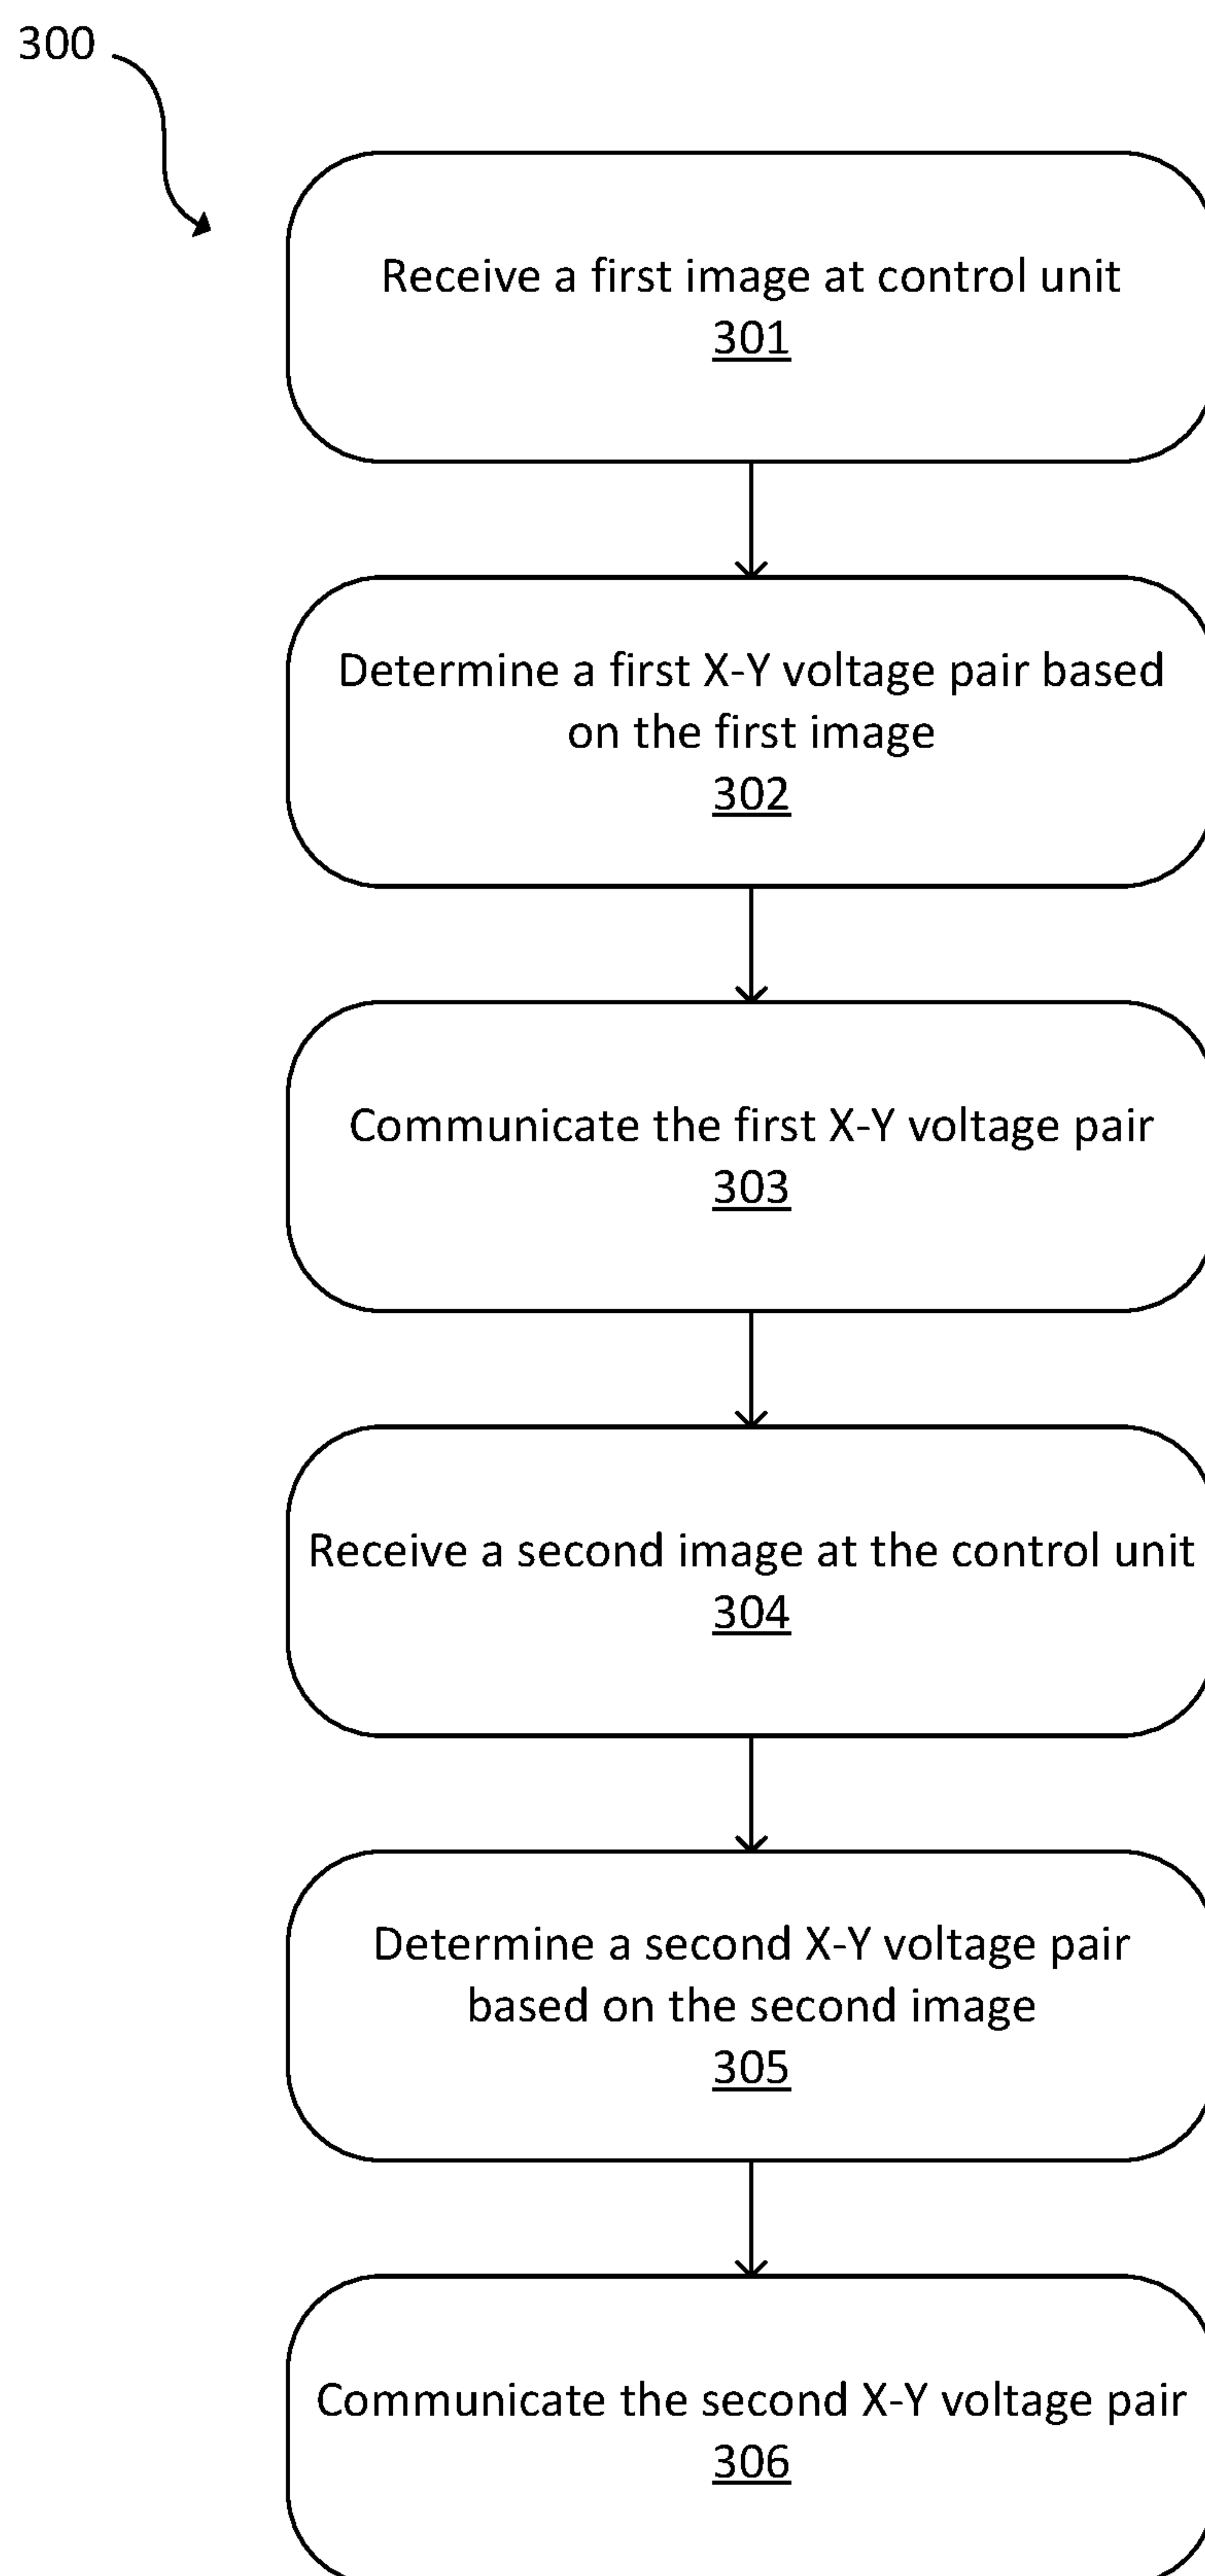 300
Receive a first image at control unit
301
Determine a first X-Y voltage pair based
on the first image
302
Communicate the first X-Y voltage pair
303
Receive a second image at the control unit
304
Determine a second X-Y voltage pair
based on the second image
305
Communicate the second X-Y voltage pair
306